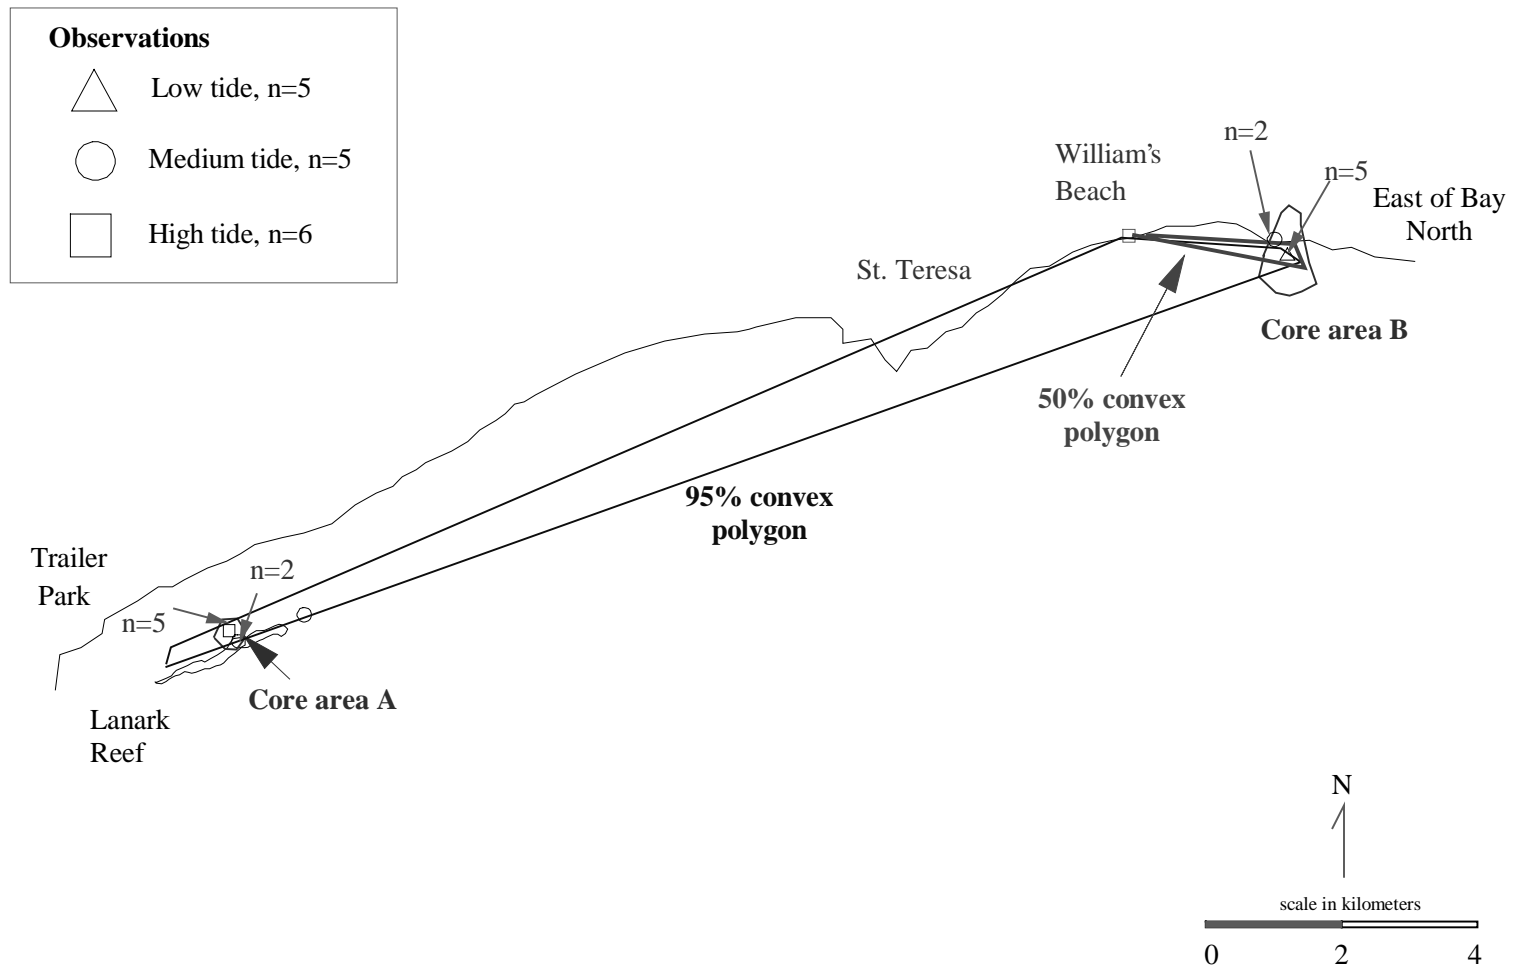 Observations
Low tide, n=5
Medium tide, n=5
High tide, n=6
n=2
William's
Beach
n=5
East of Bay
North
St. Teresa
Core area B
50% convex
polygon
95% convex
polygon
Trailer
Park
n=2
n=5
Core area A
Lanark
Reef
N
scale in kilometers
0 2 4